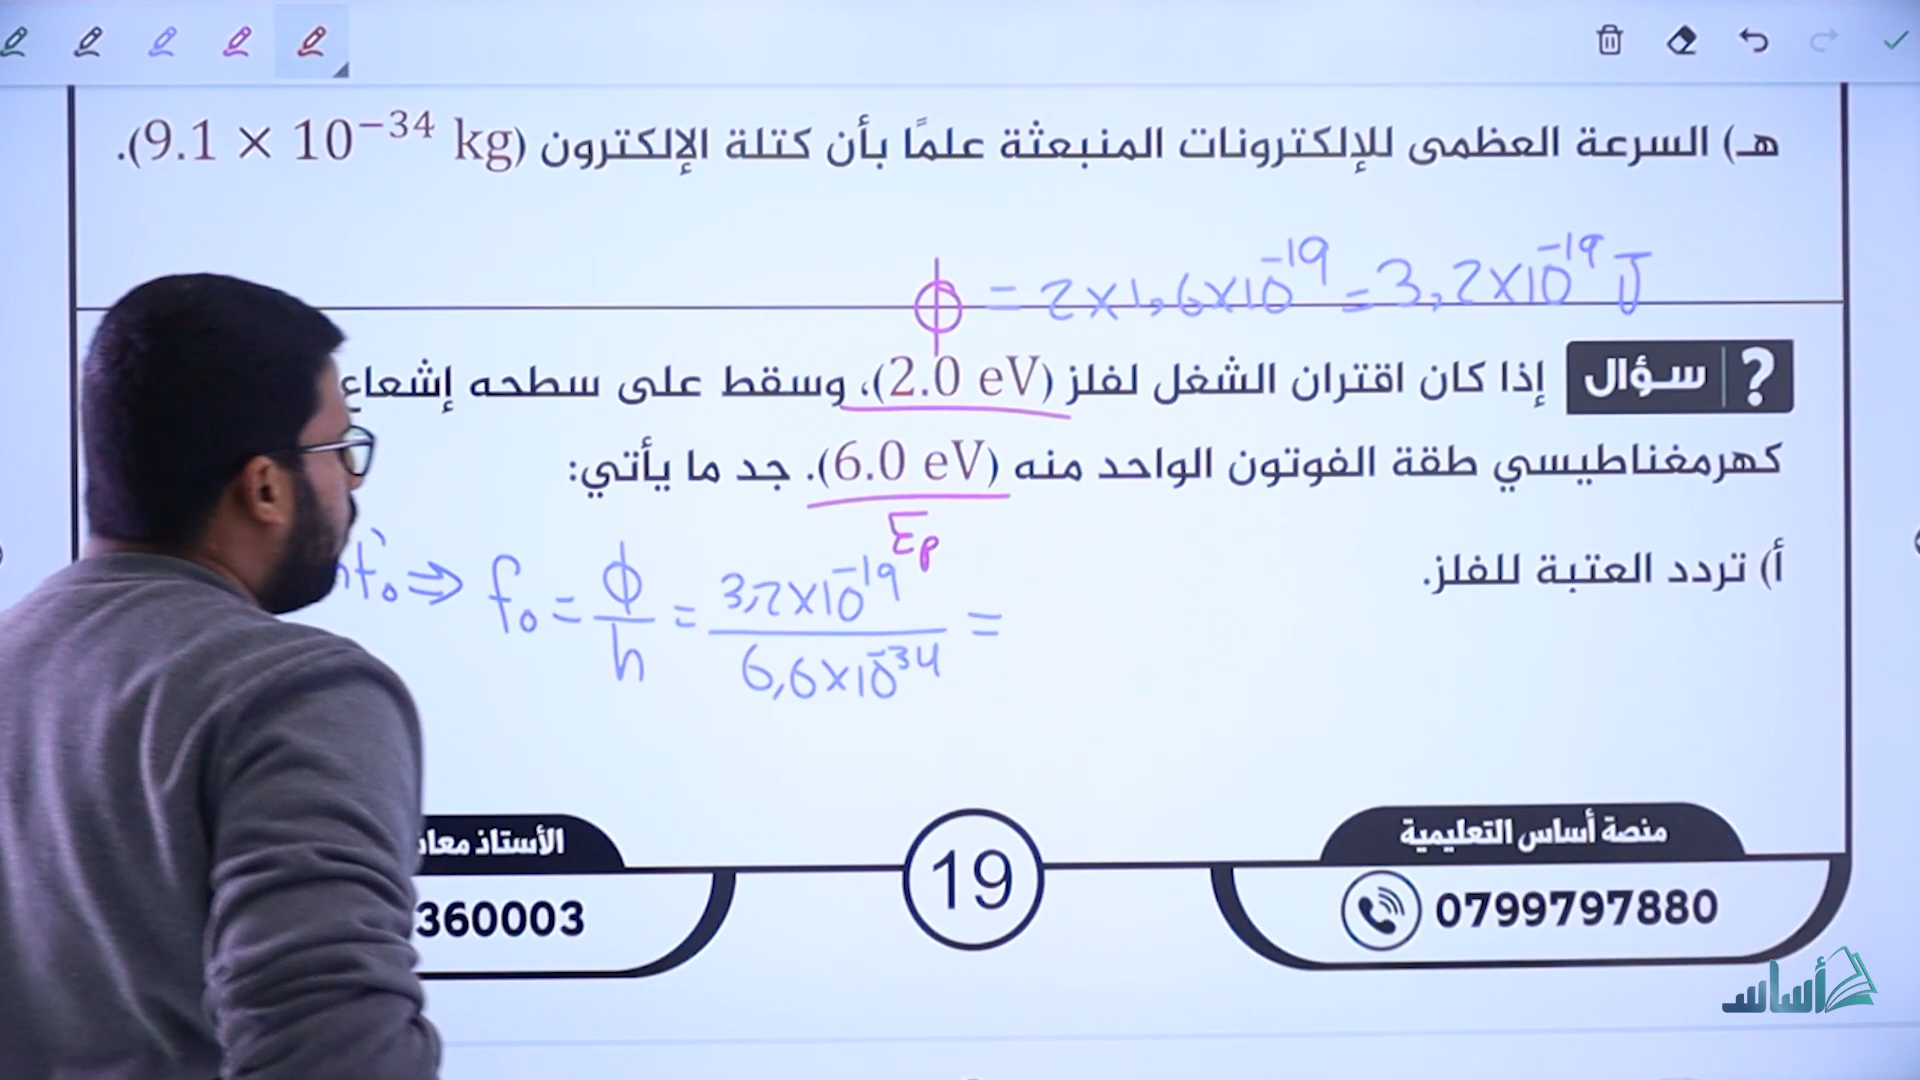 هـ) السرعة العظمى للإلكترونات المنبعثة علمًا بأن كتلة الإلكترون (9.1 × 10⁻³⁴ kg).
ϕ = 2×1,6×10⁻¹⁹ = 3,2×10⁻¹⁹ J
? سؤال إذا كان اقتران الشغل لفلز (2.0 eV)، وسقط على سطحه إشعاع
كهرمغناطيسي طقة الفوتون الواحد منه (6.0 eV). جد ما يأتي:
Ep
أ) تردد العتبة للفلز.
hf₀ ⇒ f₀ = ϕ/h = 3,2×10⁻¹⁹/6,6×10⁻³⁴ =
منصة أساس التعليمية
0799797880
19
الأستاذ
360003
أساس